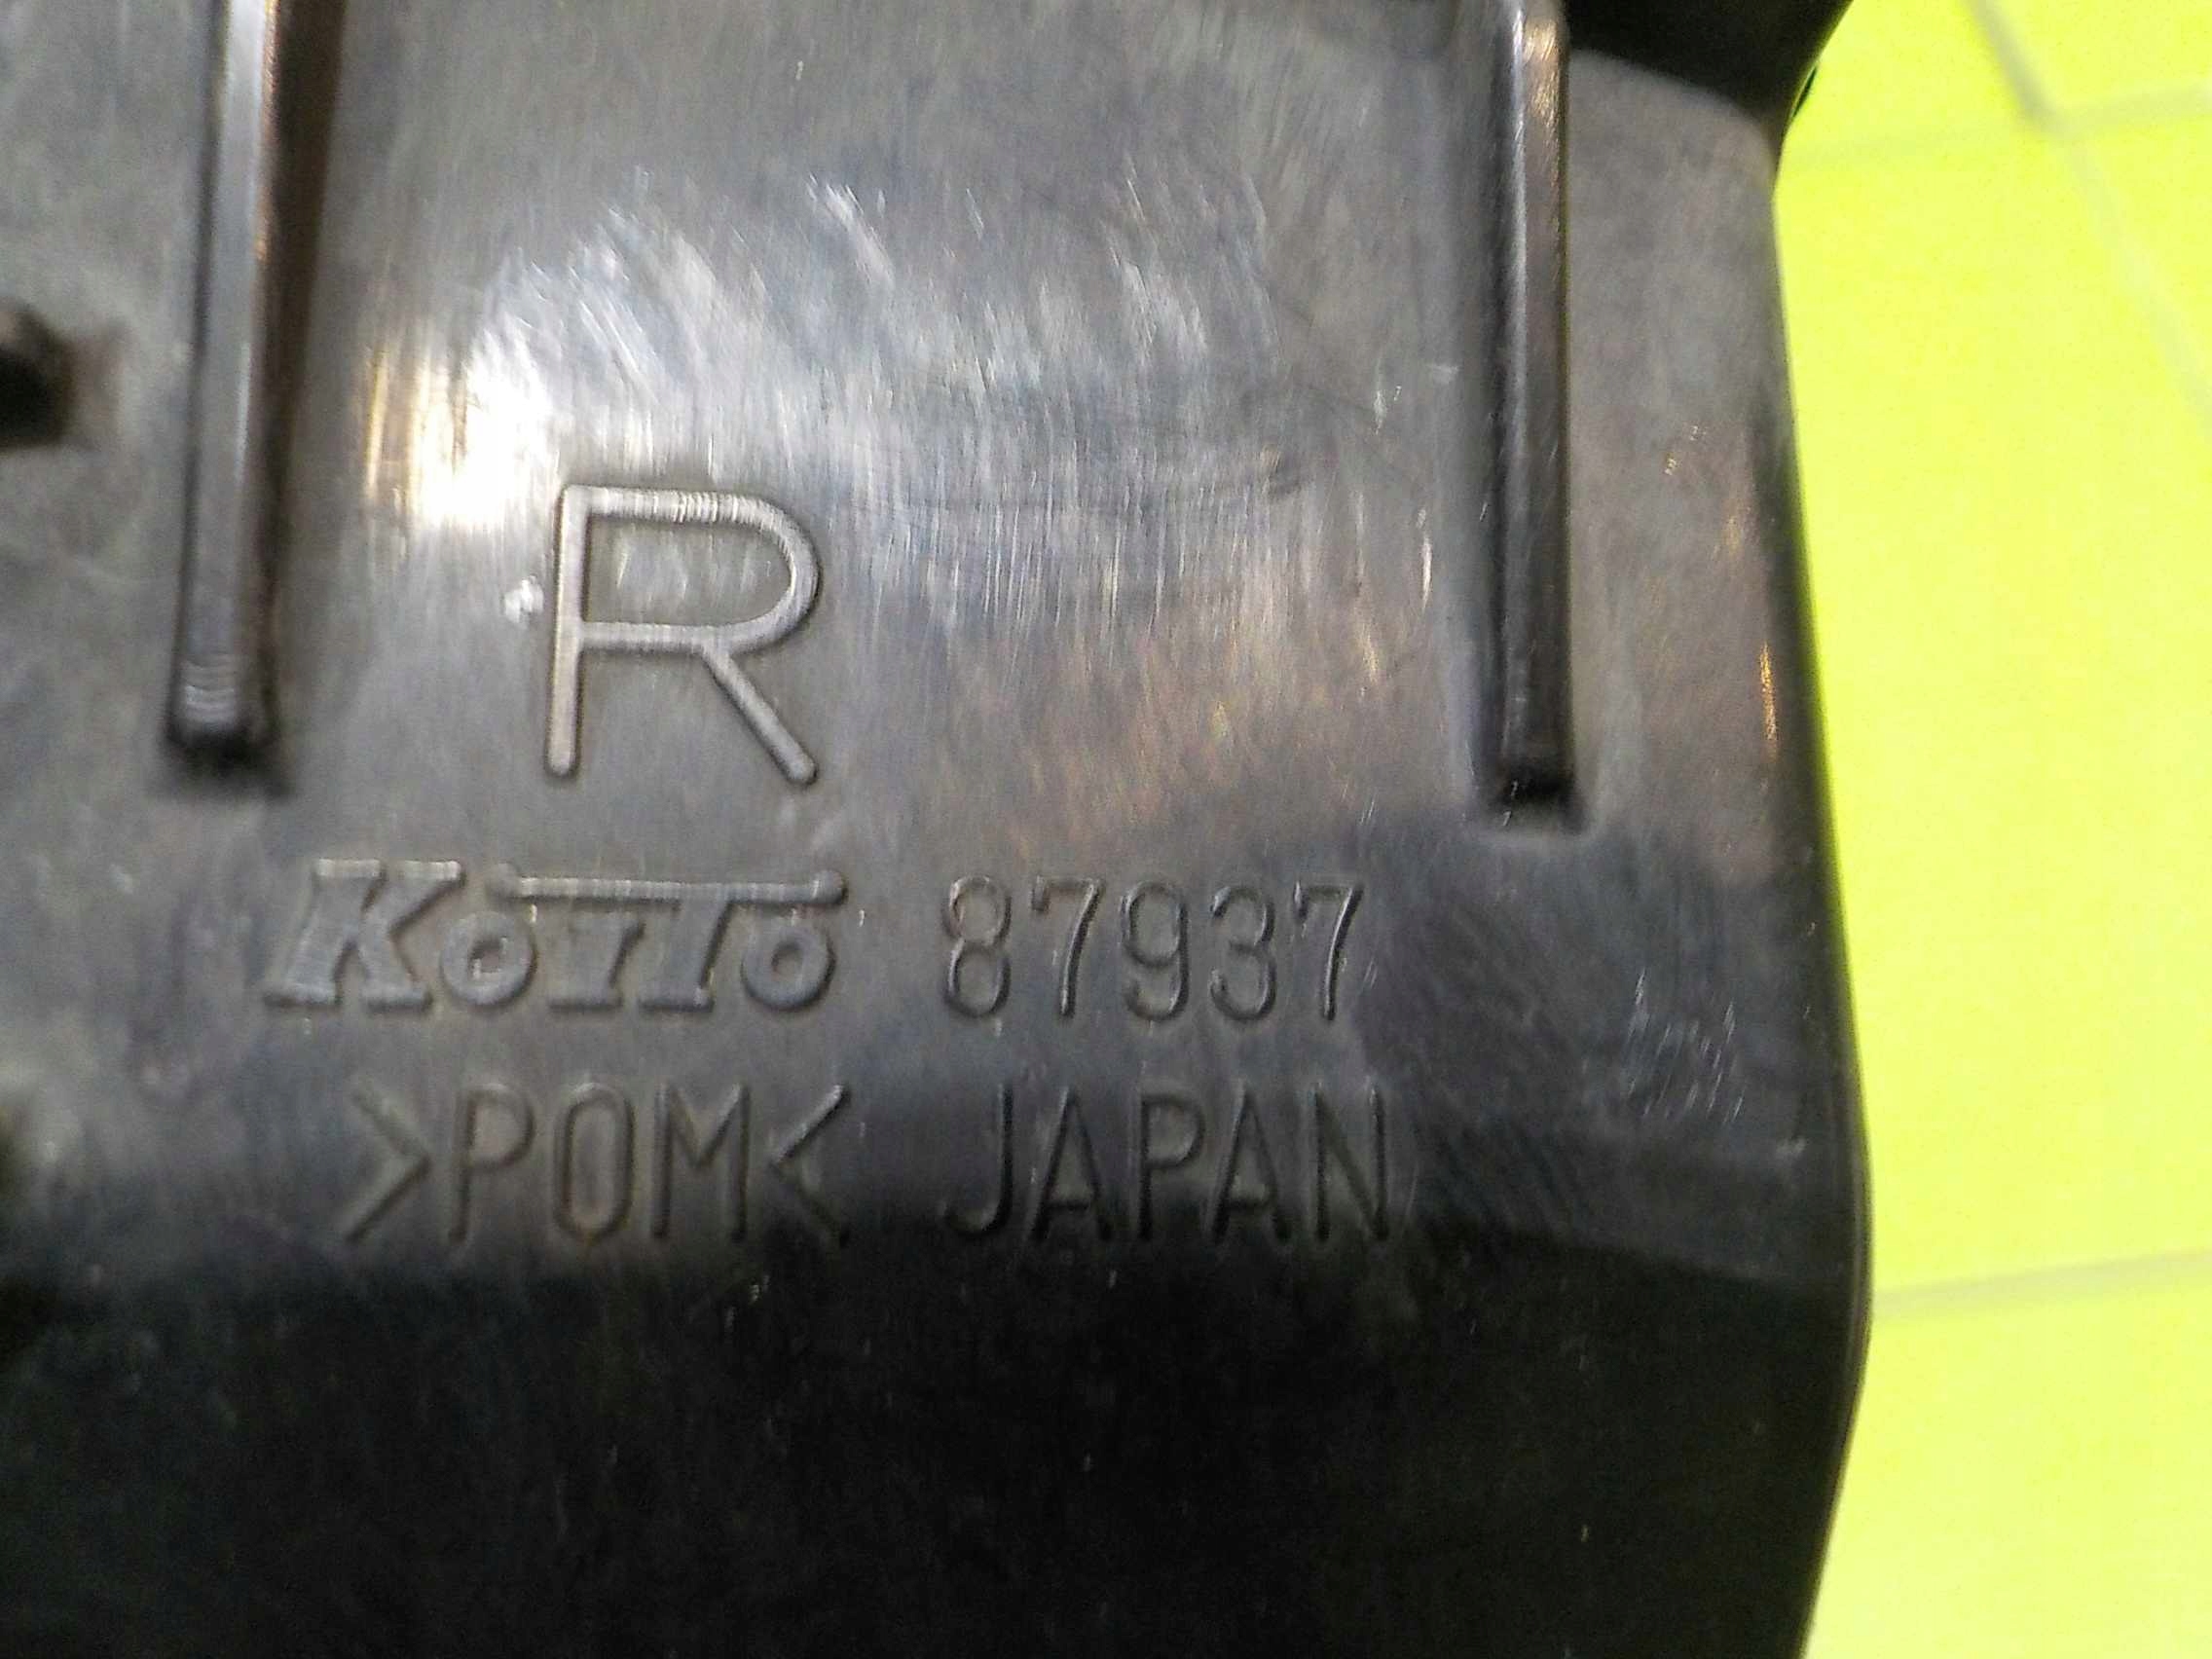 R
KOITO 87937
>POM< JAPAN